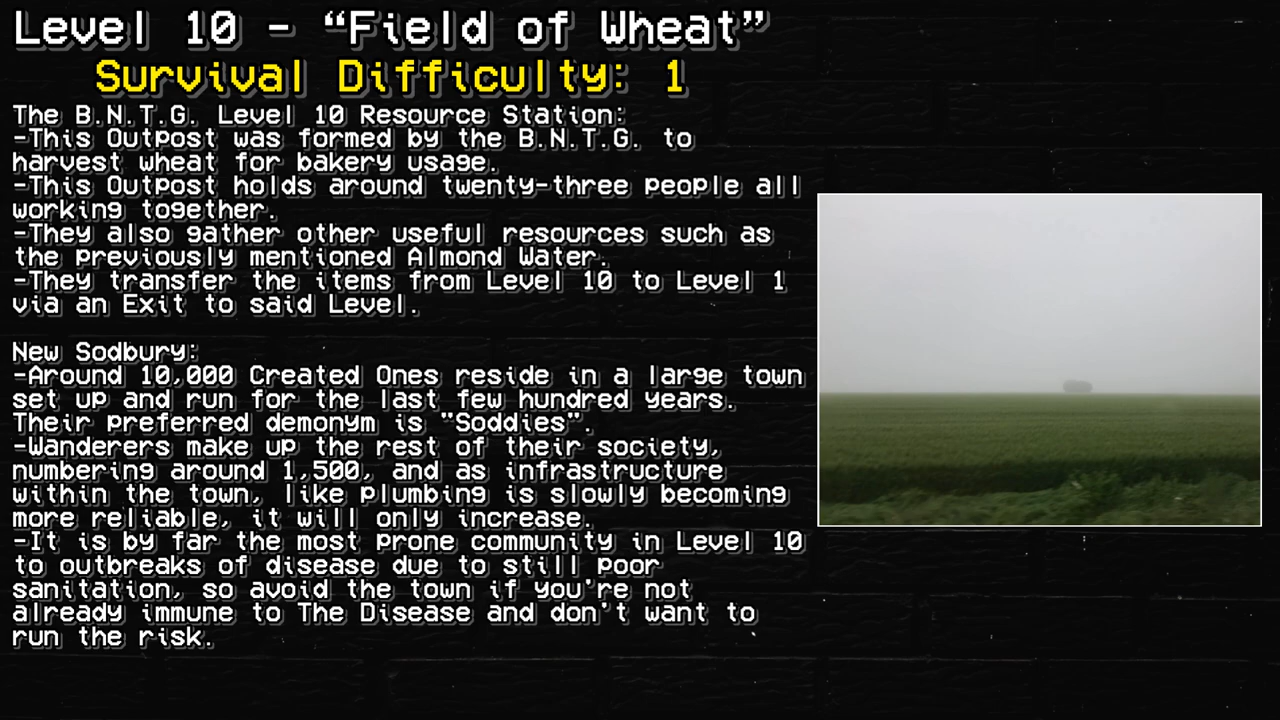 Level 10 - “Field of Wheat”
Survival Difficulty: 1
The B.N.T.G. Level 10 Resource Station:
-This Outpost was formed by the B.N.T.G. to
harvest wheat for bakery usage.
-This Outpost holds around twenty-three people all
working together.
-They also gather other useful resources such as
the previously mentioned Almond Water.
-They transfer the items from Level 10 to Level 1
via an Exit to said Level.
New Sodbury:
-Around 10,000 Created Ones reside in a large town
set up and run for the last few hundred years.
Their preferred demonym is "Soddies".
-Wanderers make up the rest of their society,
numbering around 1,500, and as infrastructure
within the town, like plumbing is slowly becoming
more reliable, it will only increase.
-It is by far the most prone community in Level 10
to outbreaks of disease due to still poor
sanitation, so avoid the town if you're not
already immune to The Disease and don't want to
run the risk.